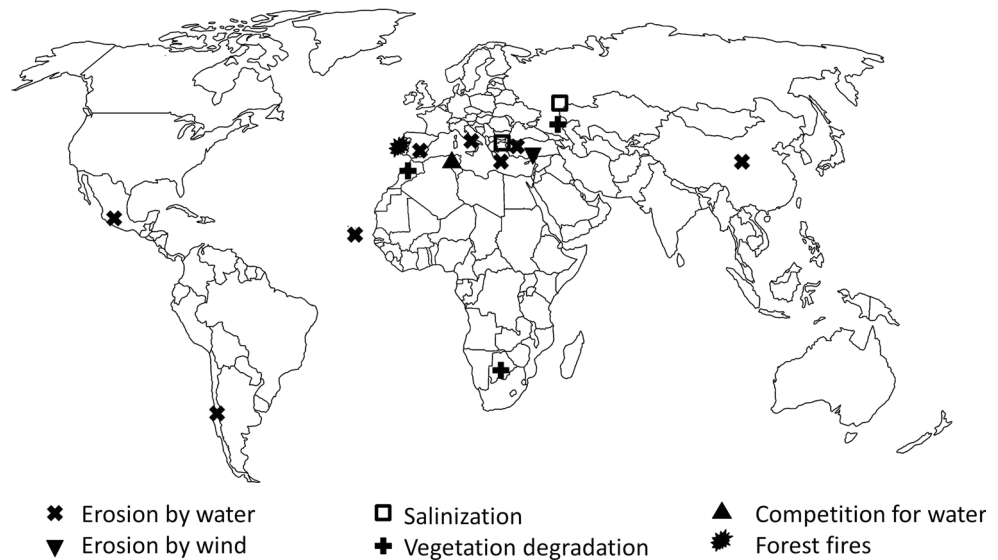 Erosion by water
Erosion by wind
Salinization
Vegetation degradation
Competition for water
Forest fires